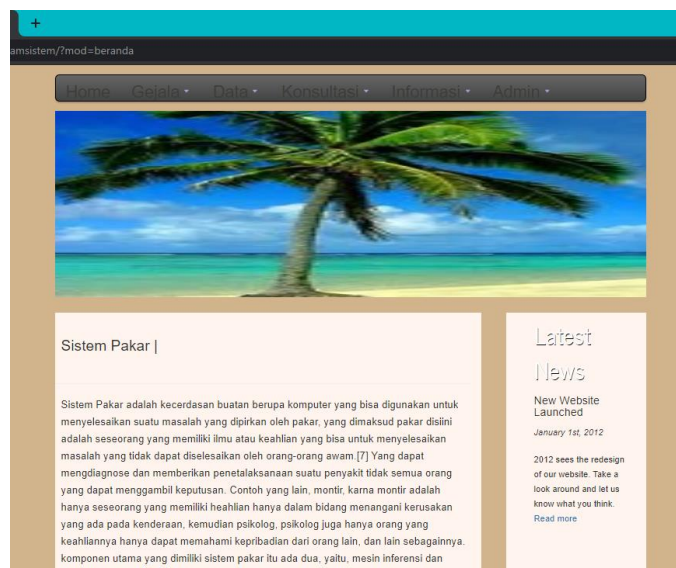 +
amsistem/?mod=beranda
Home Gejala Data Konsultasi Informasi Admin
Sistem Pakar |
Sistem Pakar adalah kecerdasan buatan berupa komputer yang bisa digunakan untuk
menyelesaikan suatu masalah yang dipirkan oleh pakar, yang dimaksud pakar disiini
adalah seseorang yang memiliki ilmu atau keahlian yang bisa untuk menyelesaikan
masalah yang tidak dapat diselesaikan oleh orang-orang awam.[7] Yang dapat
mengdiagnose dan memberikan penetalaksanaan suatu penyakit tidak semua orang
yang dapat menggambil keputusan. Contoh yang lain, montir, karna montir adalah
hanya seseorang yang memiliki heahlian hanya dalam bidang menangani kerusakan
yang ada pada kenderaan, kemudian psikolog, psikolog juga hanya orang yang
keahliannya hanya dapat memahami kepribadian dari orang lain, dan lain sebagainya.
komponen utama yang dimiliki sistem pakar itu ada dua, yaitu, mesin inferensi dan
Latest
News
New Website
Launched
January 1st, 2012
2012 sees the redesign
of our website. Take a
look around and let us
know what you think.
Read more